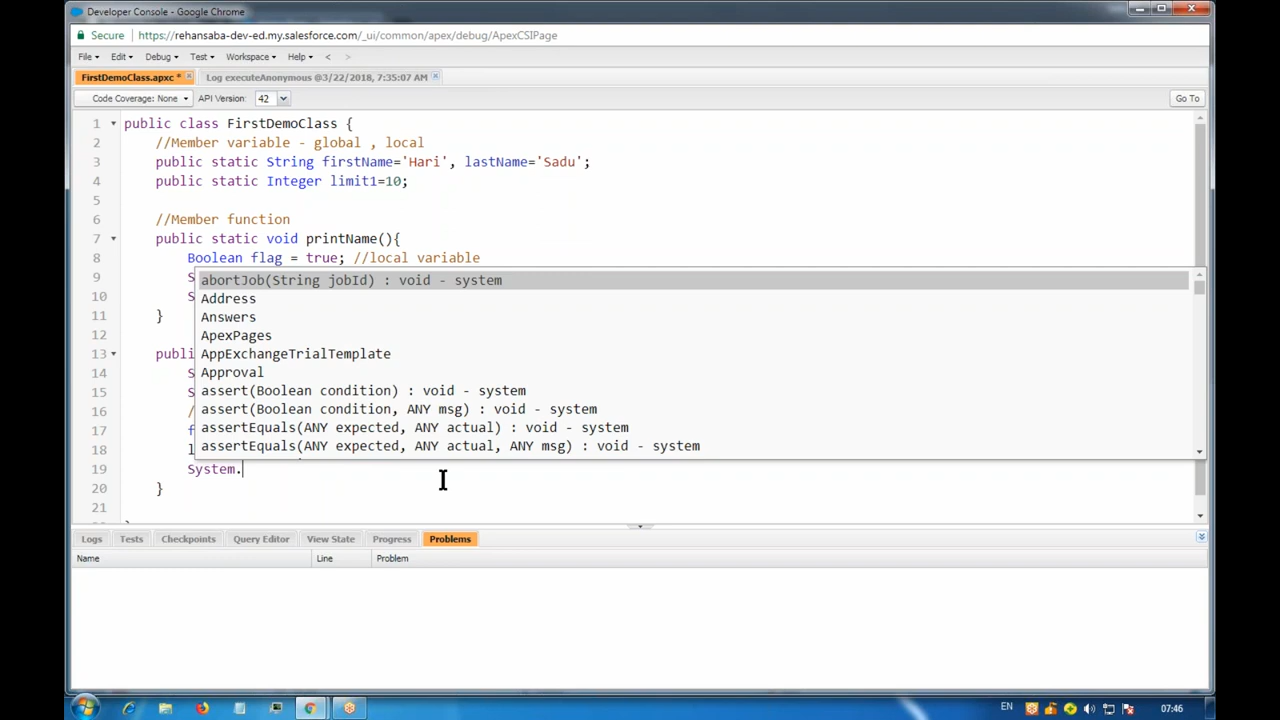 Developer Console - Google Chrome
Secure https://rehansaba-dev-ed.my.salesforce.com/_ui/common/apex/debug/ApexCSIPage
File Edit Debug Test Workspace Help < >
FirstDemoClass.apxc * Log executeAnonymous @3/22/2018, 7:35:07 AM
Code Coverage: None API Version: 42 Go To
1 public class FirstDemoClass {
2 //Member variable - global , local
3 public static String firstName='Hari', lastName='Sadu';
4 public static Integer limit1=10;
5
6 //Member function
7 public static void printName(){
8 Boolean flag = true; //local variable
9 S
abortJob(String jobId) : void - system
10 S
Address
11 }
Answers
12
ApexPages
13 publi
AppExchangeTrialTemplate
14 S
Approval
15 S
assert(Boolean condition) : void - system
16 /
assert(Boolean condition, ANY msg) : void - system
17 f
assertEquals(ANY expected, ANY actual) : void - system
18 l
assertEquals(ANY expected, ANY actual, ANY msg) : void - system
19 System.
20 }
21
Logs Tests Checkpoints Query Editor View State Progress Problems
Name Line Problem
EN 07:46